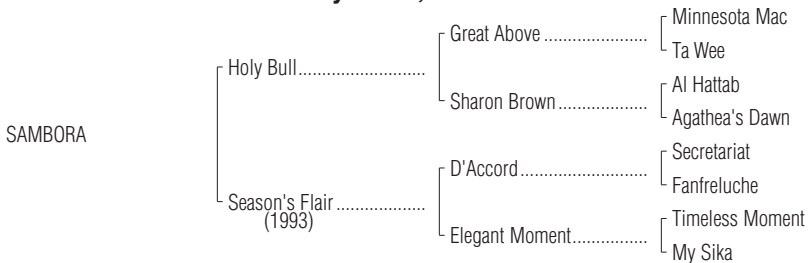 Minnesota Mac
Great Above ......................
Ta Wee
Holy Bull...........................
Al Hattab
Sharon Brown ...................
Agathea's Dawn
SAMBORA
Secretariat
D'Accord...........................
Fanfreluche
Season's Flair ...................
(1993)
Timeless Moment
Elegant Moment................
My Sika